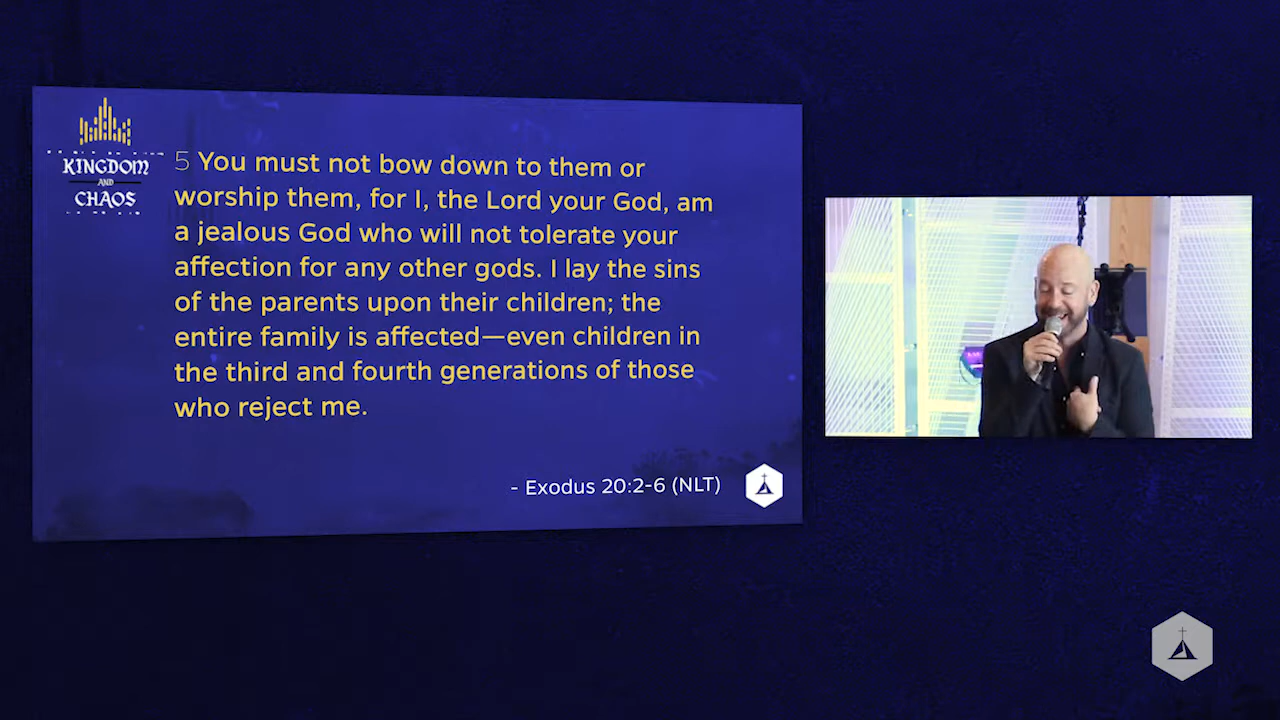 KINGDOM
AND
CHAOS
5 You must not bow down to them or
worship them, for I, the Lord your God, am
a jealous God who will not tolerate your
affection for any other gods. I lay the sins
of the parents upon their children; the
entire family is affected—even children in
the third and fourth generations of those
who reject me.
- Exodus 20:2-6 (NLT)